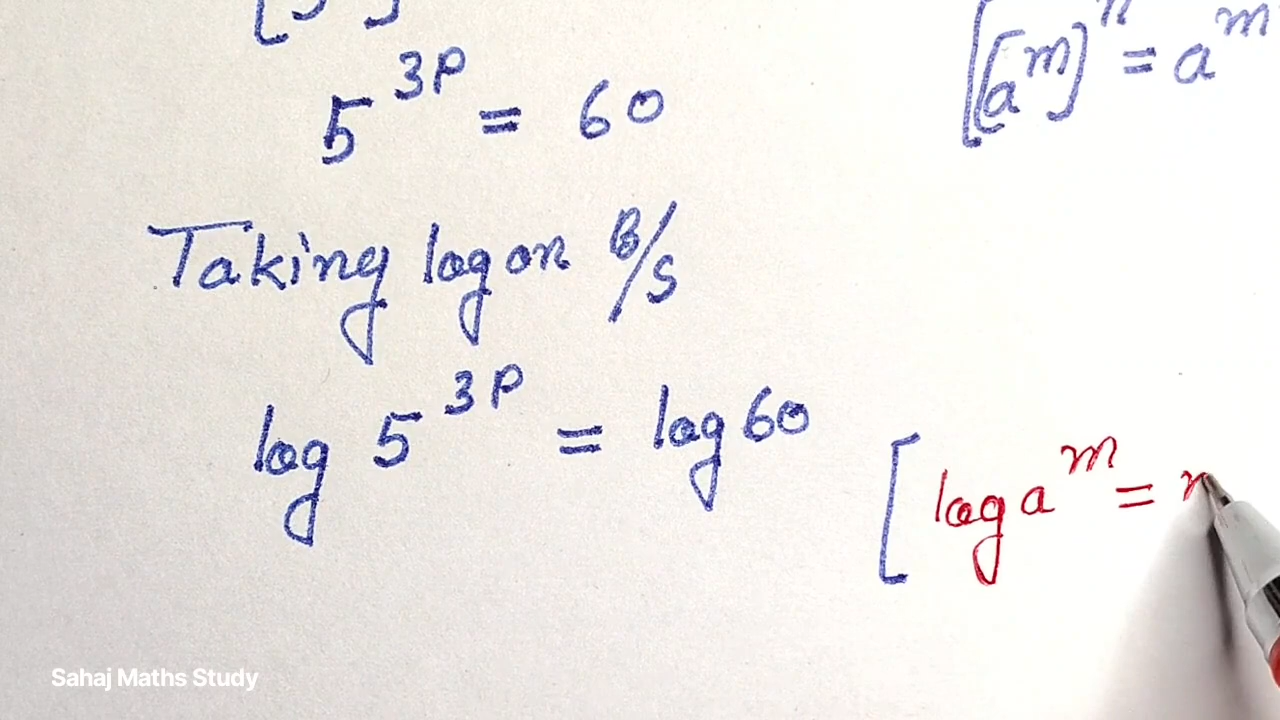 5^{3P} = 60
[(a^m)]^n = a^m
Taking log on B/S
log 5^{3P} = log 60
[log a^m =
Sahaj Maths Study